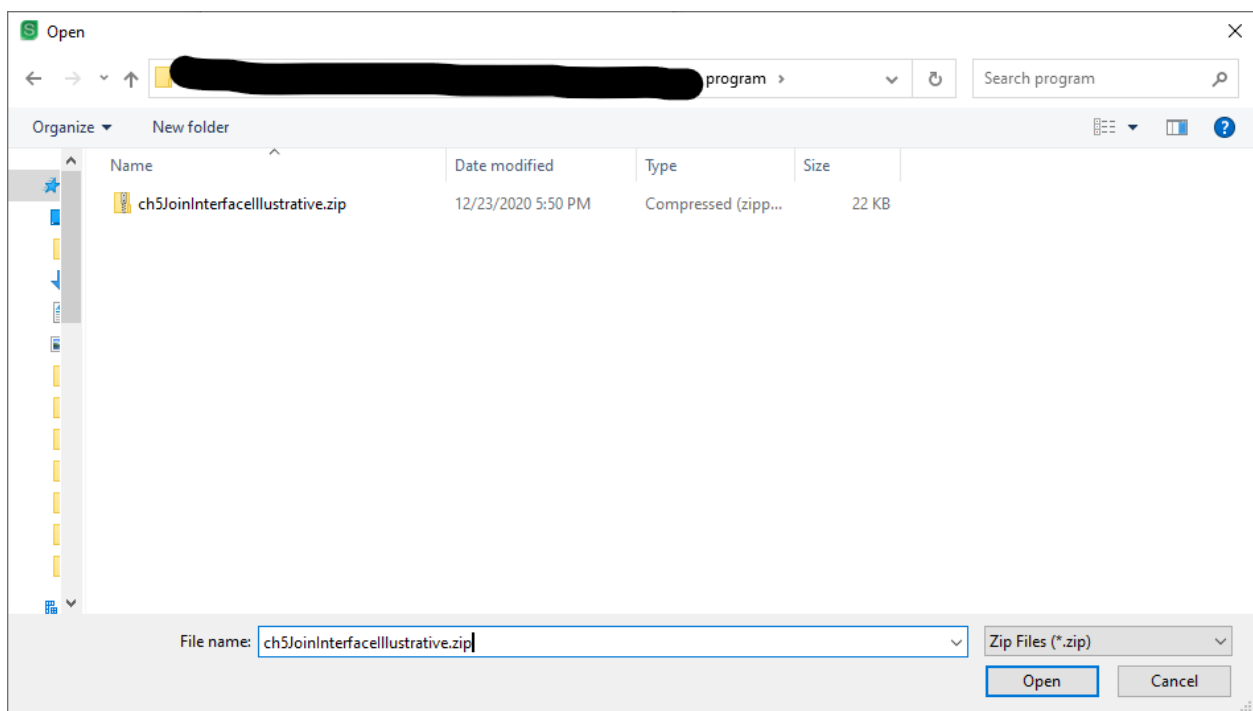 S Open
program >
Search program
Organize
New folder
Name
Date modified
Type
Size
ch5JoinInterfaceIllustrative.zip
12/23/2020 5:50 PM
Compressed (zipp...
22 KB
File name:
ch5JoinInterfaceIllustrative.zip
Zip Files (*.zip)
Open
Cancel